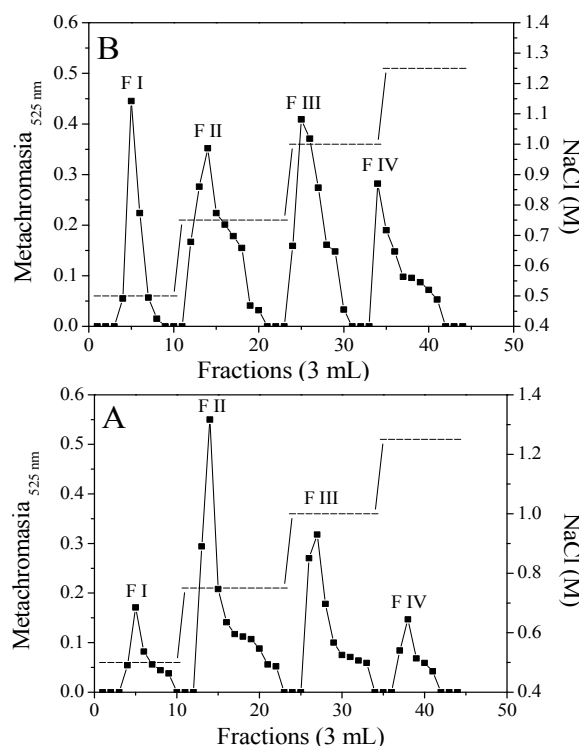 B
F I
F II
F III
F IV
Metachromasia 525 nm
NaCl (M)
0.6
0.5
0.4
0.3
0.2
0.1
0.0
1.4
1.3
1.2
1.1
1.0
0.9
0.8
0.7
0.6
0.5
0.4
0 10 20 30 40 50
Fractions (3 mL)
A
F I
F II
F III
F IV
Metachromasia 525 nm
NaCl (M)
0.6
0.5
0.4
0.3
0.2
0.1
0.0
1.4
1.2
1.0
0.8
0.6
0.4
0 10 20 30 40 50
Fractions (3 mL)